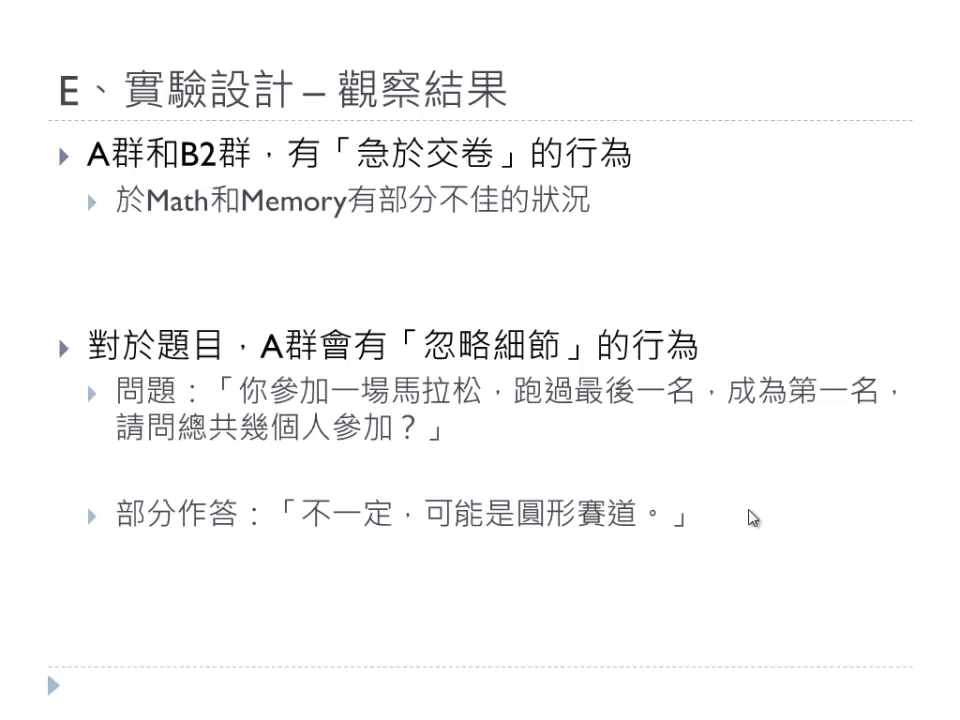 E、實驗設計 – 觀察結果
A群和B2群，有「急於交卷」的行為
於Math和Memory有部分不佳的狀況
對於題目，A群會有「忽略細節」的行為
問題：「你參加一場馬拉松，跑過最後一名，成為第一名，
請問總共幾個人參加？」
部分作答：「不一定，可能是圓形賽道。」